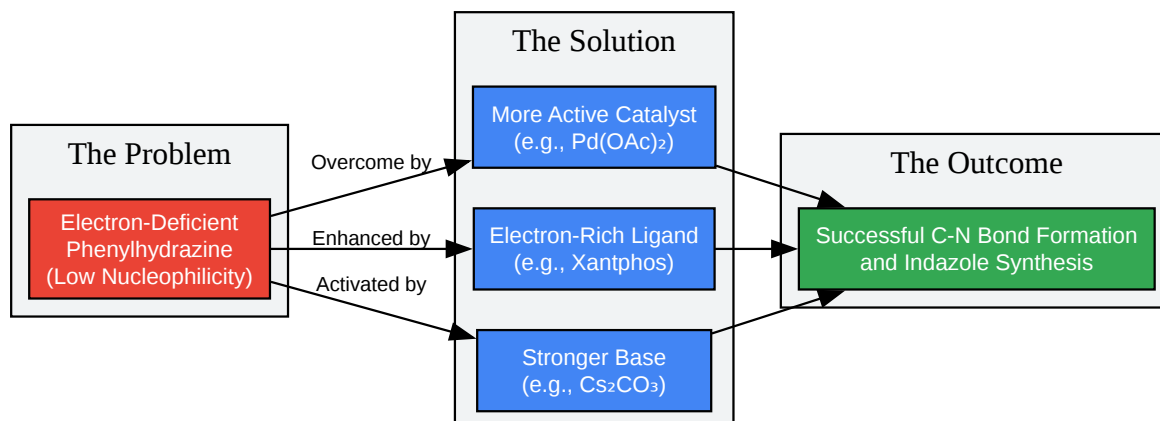 The Problem
Electron-Deficient
Phenylhydrazine
(Low Nucleophilicity)
Overcome by
Enhanced by
Activated by
The Solution
More Active Catalyst
(e.g., Pd(OAc)₂)
Electron-Rich Ligand
(e.g., Xantphos)
Stronger Base
(e.g., Cs₂CO₃)
The Outcome
Successful C-N Bond Formation
and Indazole Synthesis